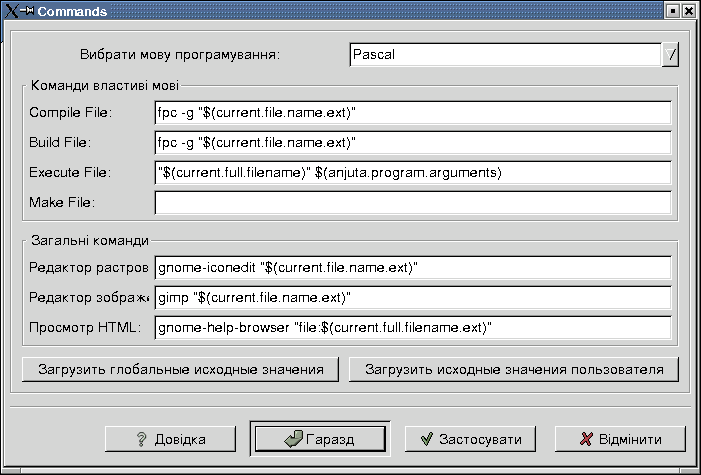 Commands
Вибрати мову програмування: Pascal
Команди властиві мові
Compile File: fpc -g "$(current.file.name.ext)"
Build File: fpc -g "$(current.file.name.ext)"
Execute File: "$(current.full.filename)" $(anjuta.program.arguments)
Make File:
Загальні команди
Редактор растров gnome-iconedit "$(current.file.name.ext)"
Редактор зображ gimp "$(current.file.name.ext)"
Просмотр HTML: gnome-help-browser "file:$(current.full.filename.ext)"
Загрузить глобальные исходные значения Загрузить исходные значения пользователя
Довідка Гаразд Застосувати Відмінити